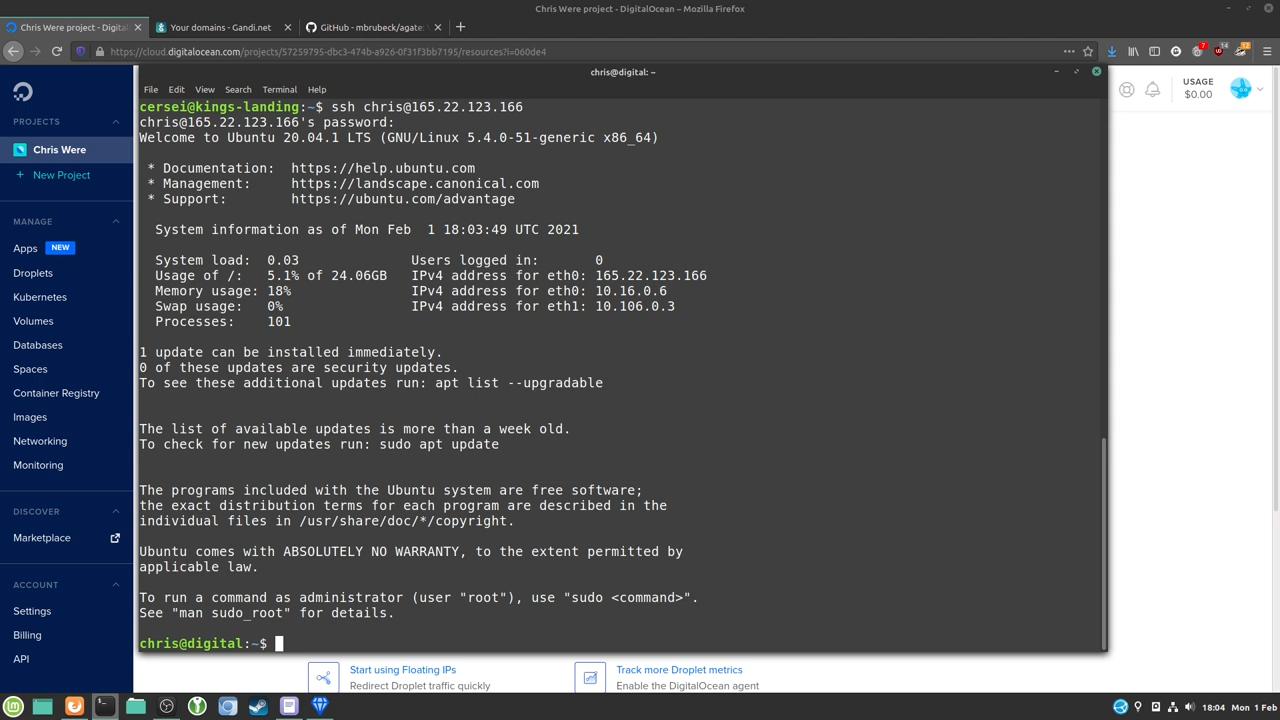 Chris Were project - DigitalOcean – Mozilla Firefox
Chris Were project - Digital
Your domains - Gandi.net
GitHub - mbrubeck/agate:
https://cloud.digitalocean.com/projects/57259795-dbc3-474b-a926-0f31f3bb7195/resources?i=060de4
7
14
12
chris@digital: ~
File Edit View Search Terminal Help
cersei@kings-landing:~$ ssh chris@165.22.123.166
chris@165.22.123.166's password:
Welcome to Ubuntu 20.04.1 LTS (GNU/Linux 5.4.0-51-generic x86_64)
* Documentation: https://help.ubuntu.com
* Management: https://landscape.canonical.com
* Support: https://ubuntu.com/advantage
System information as of Mon Feb 1 18:03:49 UTC 2021
System load: 0.03 Users logged in: 0
Usage of /: 5.1% of 24.06GB IPv4 address for eth0: 165.22.123.166
Memory usage: 18% IPv4 address for eth0: 10.16.0.6
Swap usage: 0% IPv4 address for eth1: 10.106.0.3
Processes: 101
1 update can be installed immediately.
0 of these updates are security updates.
To see these additional updates run: apt list --upgradable
The list of available updates is more than a week old.
To check for new updates run: sudo apt update
The programs included with the Ubuntu system are free software;
the exact distribution terms for each program are described in the
individual files in /usr/share/doc/*/copyright.
Ubuntu comes with ABSOLUTELY NO WARRANTY, to the extent permitted by
applicable law.
To run a command as administrator (user "root"), use "sudo <command>".
See "man sudo_root" for details.
chris@digital:~$
PROJECTS
Chris Were
+ New Project
MANAGE
Apps NEW
Droplets
Kubernetes
Volumes
Databases
Spaces
Container Registry
Images
Networking
Monitoring
DISCOVER
Marketplace
ACCOUNT
Settings
Billing
API
USAGE
$0.00
Start using Floating IPs
Redirect Droplet traffic quickly
Track more Droplet metrics
Enable the DigitalOcean agent
18:04 Mon 1 Feb